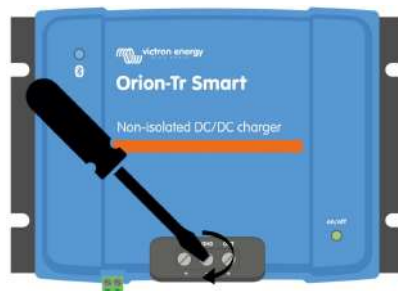 victron energy
Orion-Tr Smart
Non-isolated DC/DC charger
on/off